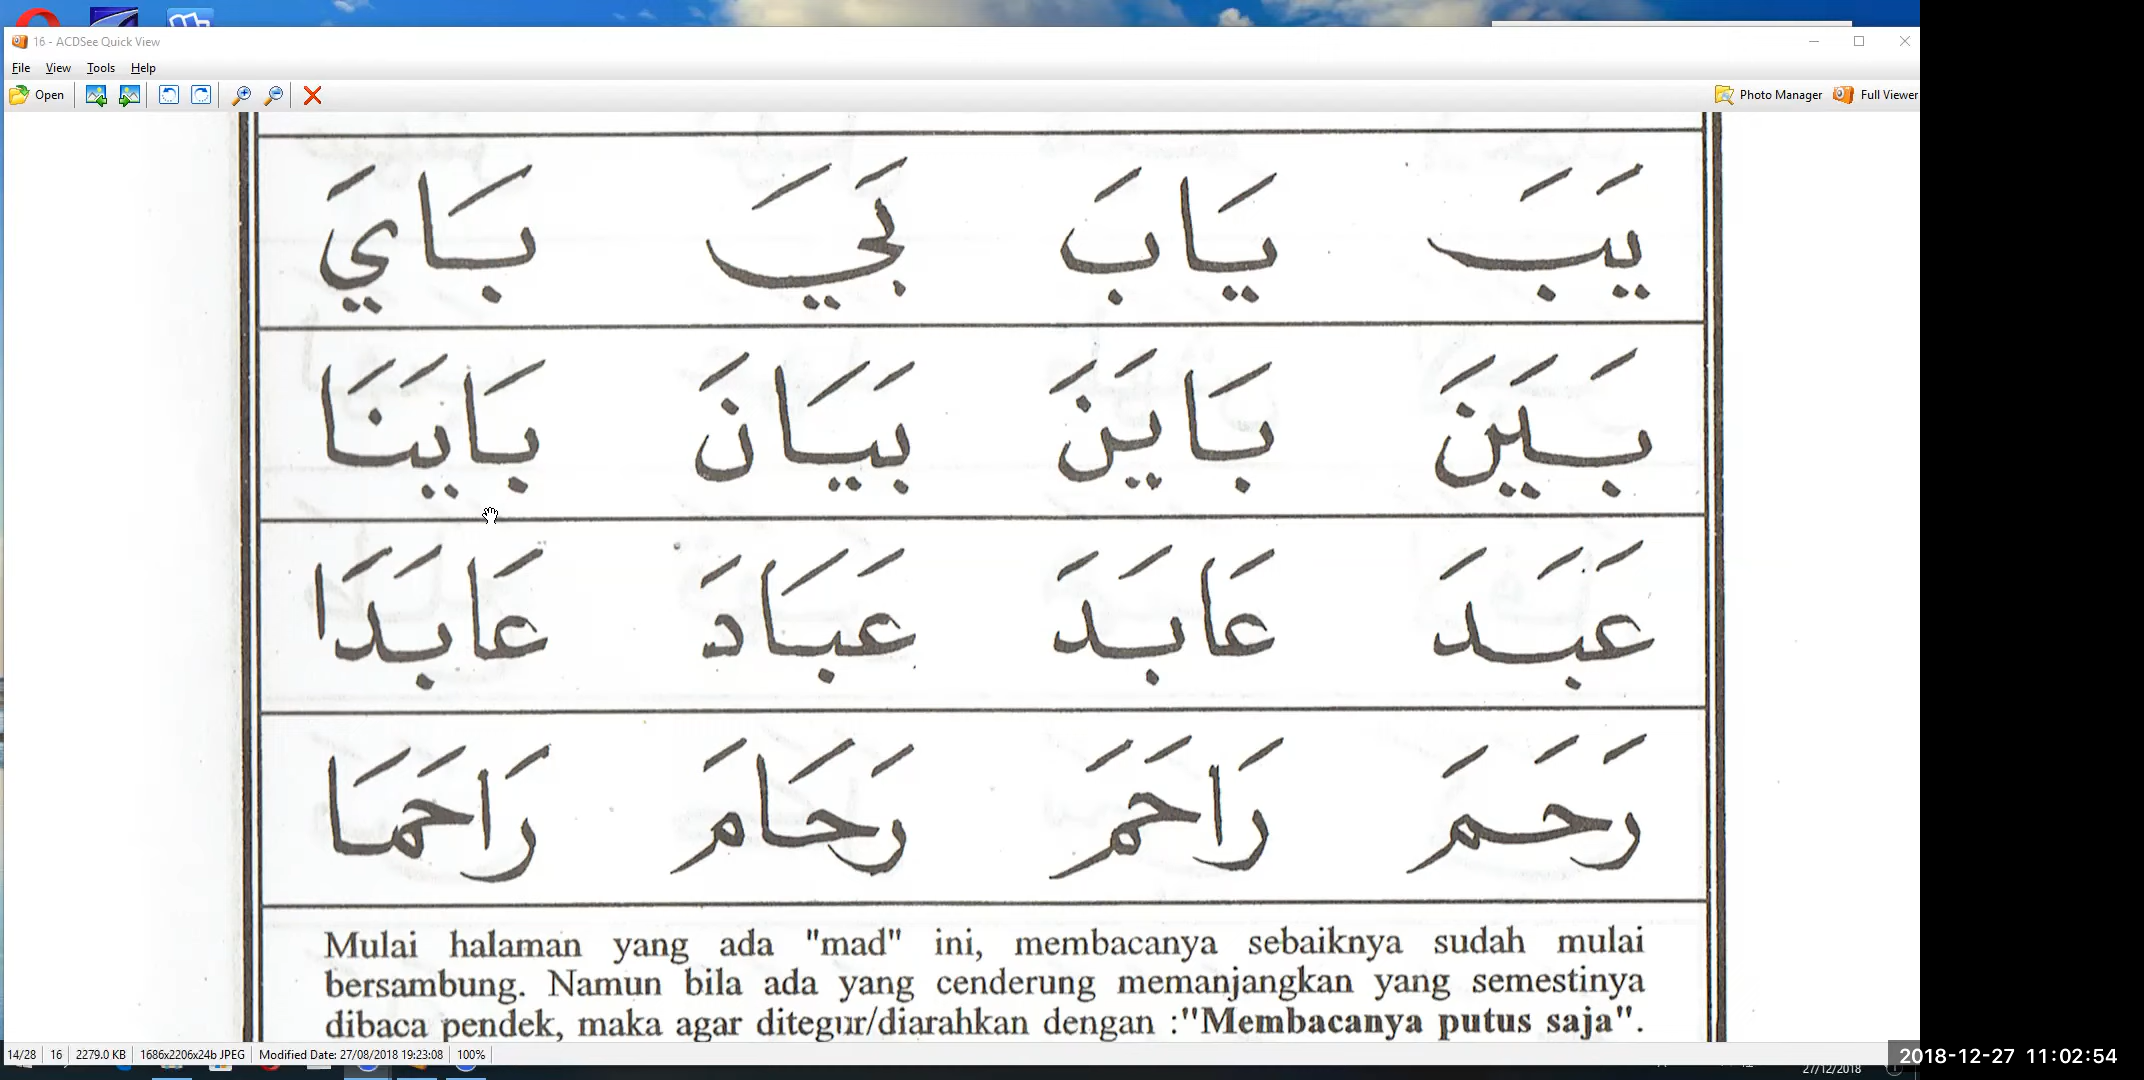 16 - ACDSee Quick View
File View Tools Help
Open Photo Manager Full Viewer
يَبَ يَابَ بَيَ بَايَ
بَيَنَ بَايَنَ بَيَانَ بَايَنَا
عَبَدَ عَابَدَ عَبَادَ عَابَدَا
رَحَمَ رَاحَمَ رَحَامَ رَاحَمَا
Mulai halaman yang ada "mad" ini, membacanya sebaiknya sudah mulai
bersambung. Namun bila ada yang cenderung memanjangkan yang semestinya
dibaca pendek, maka agar ditegur/diarahkan dengan :"Membacanya putus saja".
14/28 16 2279.0 KB 1686x2206x24b JPEG Modified Date: 27/08/2018 19:23:08 100%
2018-12-27 11:02:54
27/12/2018